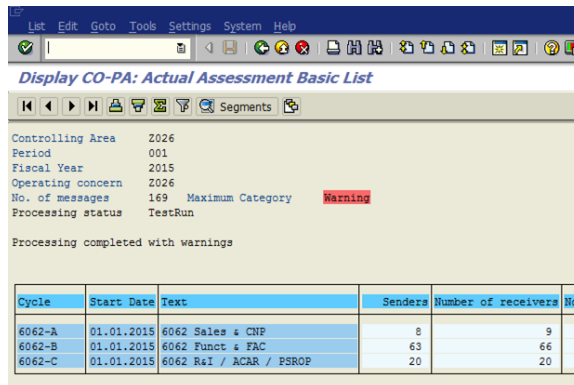 List Edit Goto Tools Settings System Help
Display CO-PA: Actual Assessment Basic List
Segments
Controlling Area Z026
Period 001
Fiscal Year 2015
Operating concern Z026
No. of messages 169 Maximum Category Warning
Processing status TestRun
Processing completed with warnings
Cycle Start Date Text Senders Number of receivers No
6062-A 01.01.2015 6062 Sales & CNP 8 9
6062-B 01.01.2015 6062 Funct & FAC 63 66
6062-C 01.01.2015 6062 R&I / ACAR / PSROP 20 20